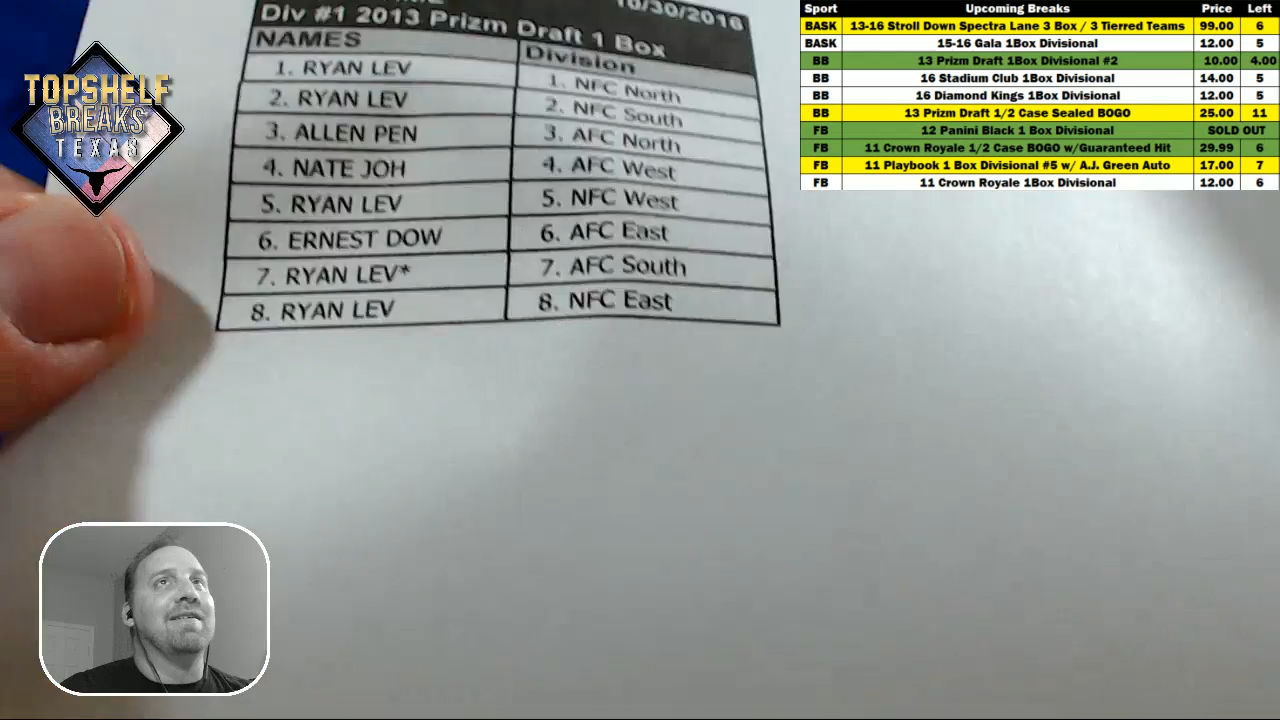 10/30/2016
Div #1 2013 Prizm Draft 1 Box
NAMES Division
1. RYAN LEV 1. NFC North
2. RYAN LEV 2. NFC South
3. ALLEN PEN 3. AFC North
4. NATE JOH 4. AFC West
5. RYAN LEV 5. NFC West
6. ERNEST DOW 6. AFC East
7. RYAN LEV* 7. AFC South
8. RYAN LEV 8. NFC East
TOPSHELF
BREAKS
TEXAS
Sport Upcoming Breaks Price Left
BASK 13-16 Stroll Down Spectra Lane 3 Box / 3 Tierred Teams 99.00 6
BASK 15-16 Gala 1Box Divisional 12.00 5
BB 13 Prizm Draft 1Box Divisional #2 10.00 4.00
BB 16 Stadium Club 1Box Divisional 14.00 5
BB 16 Diamond Kings 1Box Divisional 12.00 5
BB 13 Prizm Draft 1/2 Case Sealed BOGO 25.00 11
FB 12 Panini Black 1 Box Divisional SOLD OUT
FB 11 Crown Royale 1/2 Case BOGO w/Guaranteed Hit 29.99 6
FB 11 Playbook 1 Box Divisional #5 w/ A.J. Green Auto 17.00 7
FB 11 Crown Royale 1Box Divisional 12.00 6